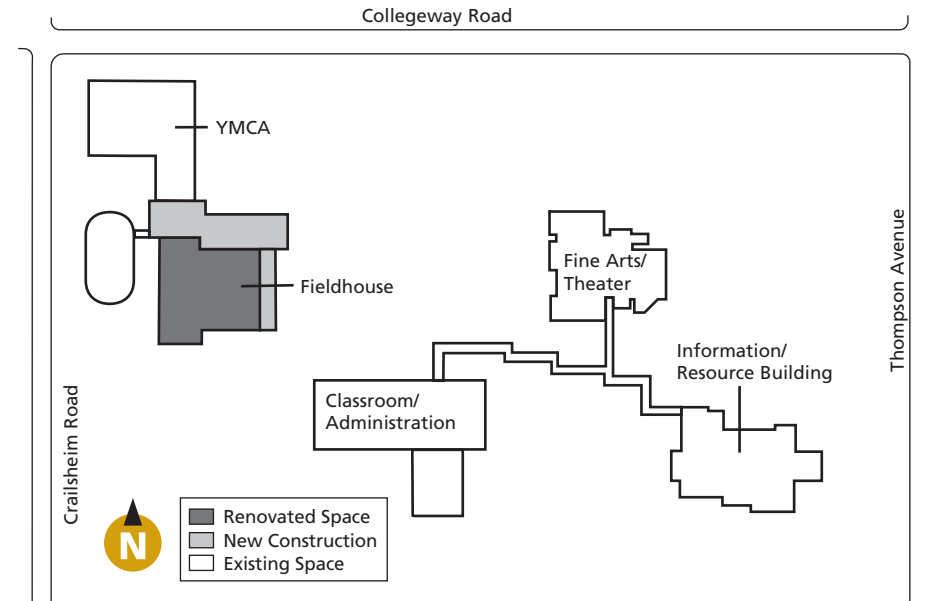 Collegeway Road
YMCA
Fieldhouse
Fine Arts/
Theater
Thompson Avenue
Information/
Resource Building
Classroom/
Administration
Crailsheim Road
N
Renovated Space
New Construction
Existing Space